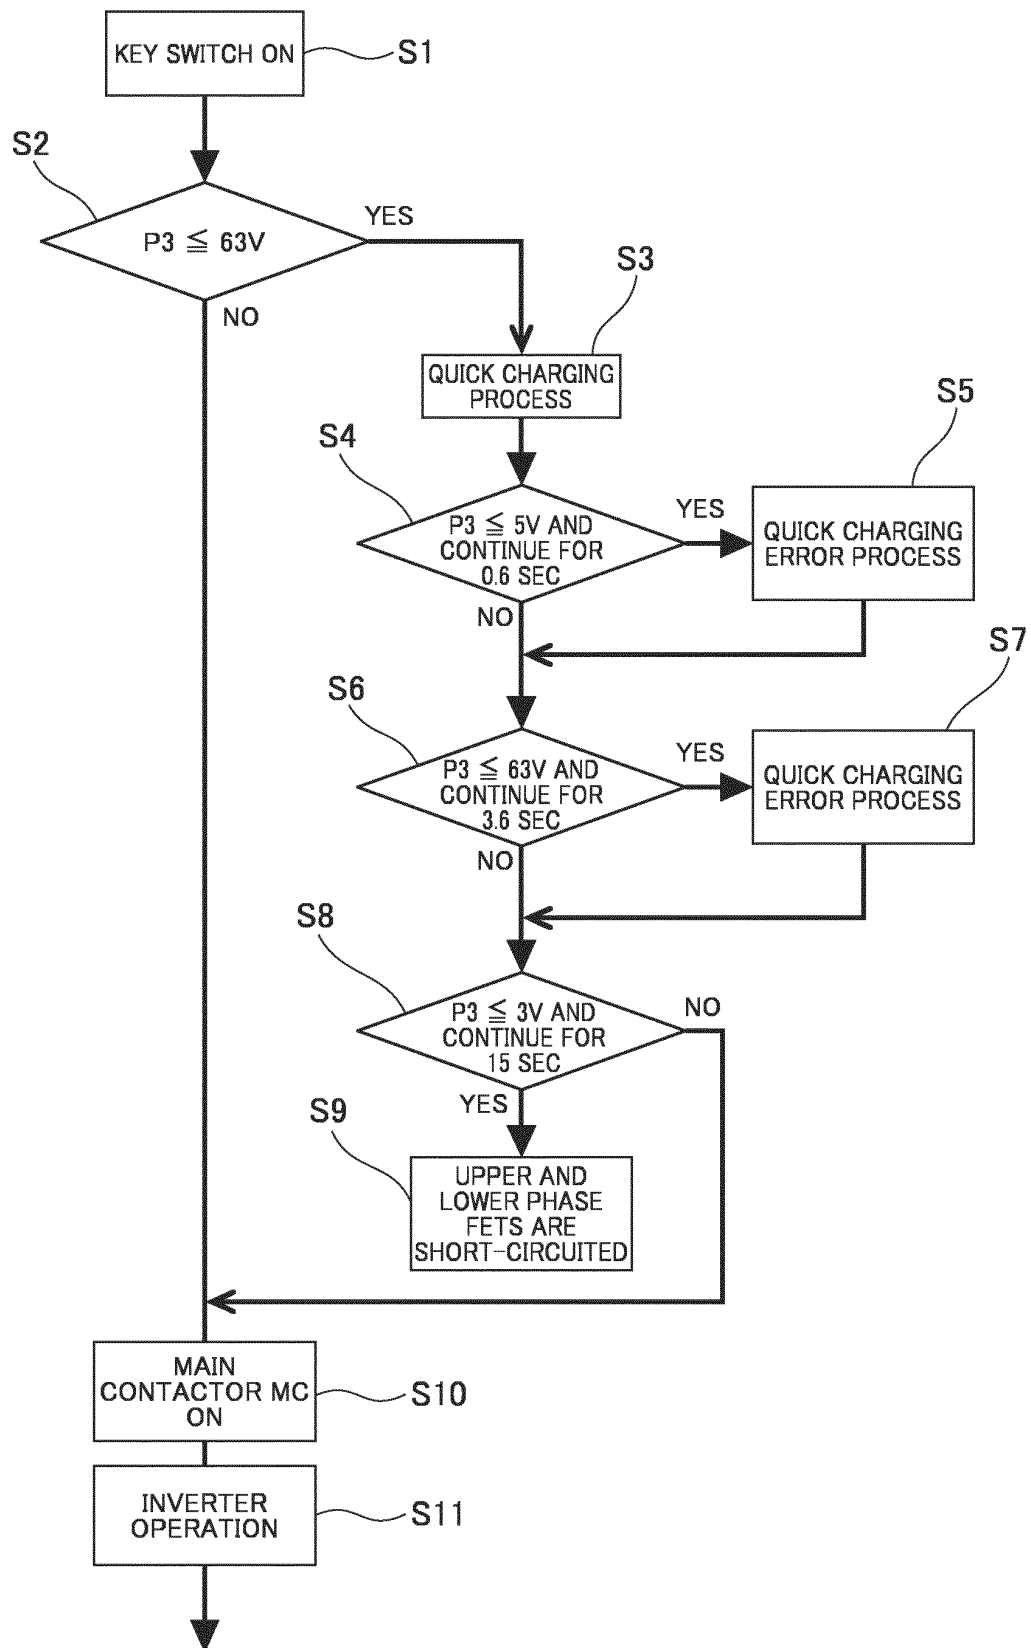 KEY SWITCH ON
S1
S2
P3 ≦ 63V
YES
NO
S3
QUICK CHARGING
PROCESS
S4
P3 ≦ 5V AND
CONTINUE FOR
0.6 SEC
YES
NO
S5
QUICK CHARGING
ERROR PROCESS
S6
P3 ≦ 63V AND
CONTINUE FOR
3.6 SEC
YES
NO
S7
QUICK CHARGING
ERROR PROCESS
S8
P3 ≦ 3V AND
CONTINUE FOR
15 SEC
NO
YES
S9
UPPER AND
LOWER PHASE
FETS ARE
SHORT-CIRCUITED
MAIN
CONTACTOR MC
ON
S10
INVERTER
OPERATION
S11